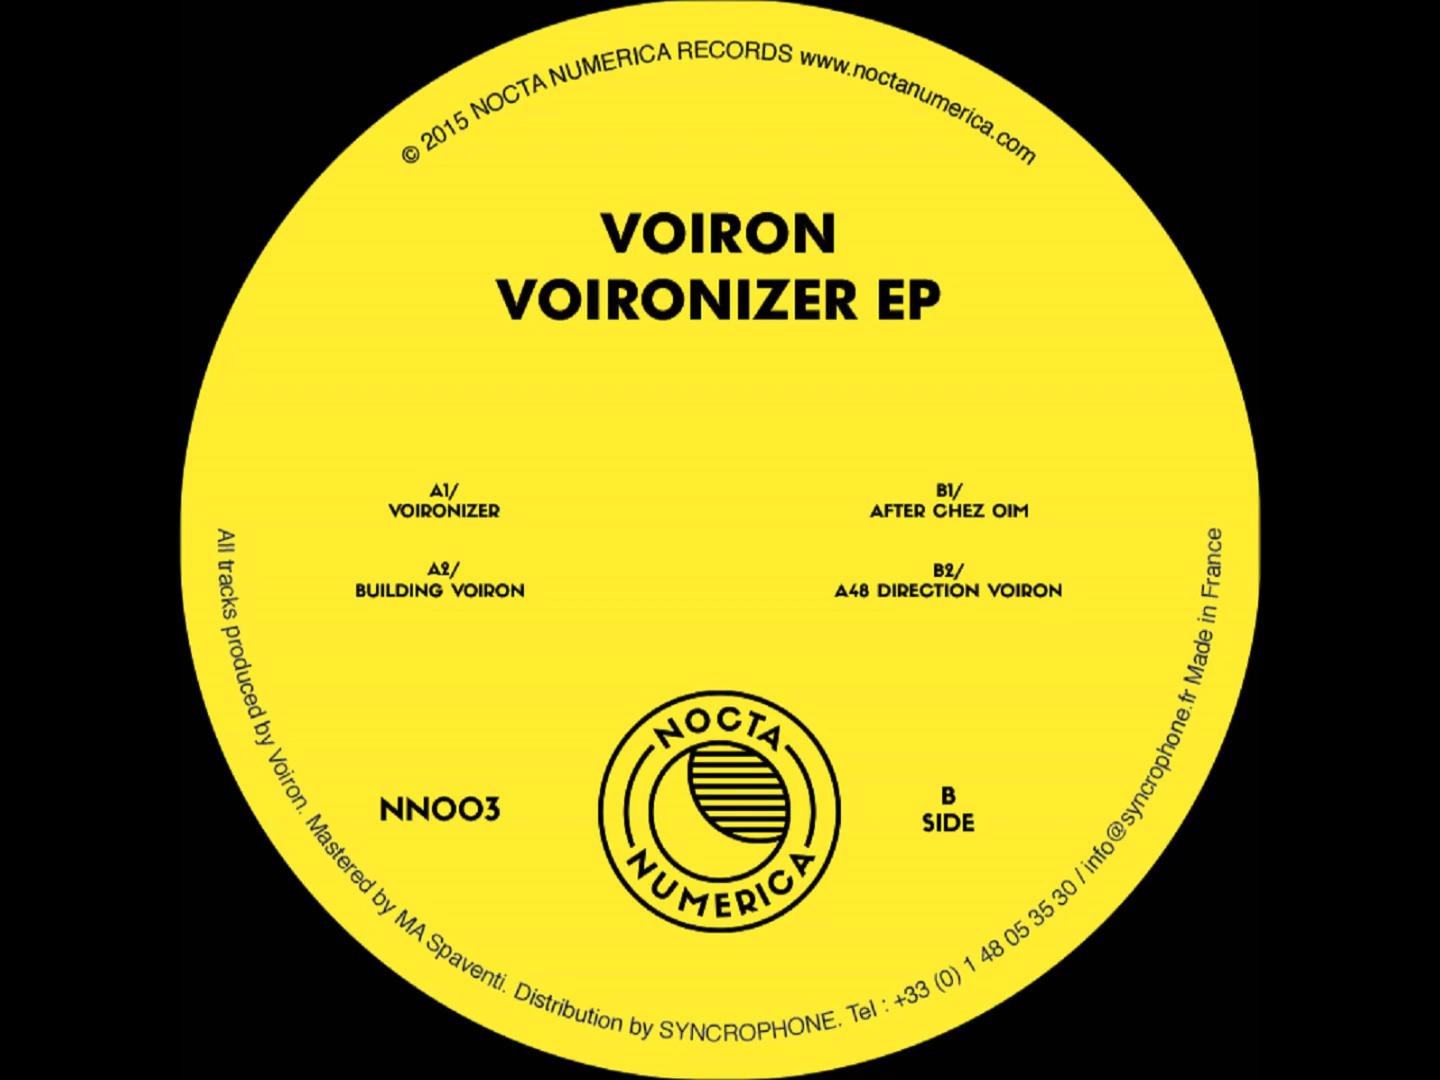 © 2015 NOCTA NUMERICA RECORDS www.noctanumerica.com
VOIRON
VOIRONIZER EP
A1/
VOIRONIZER
B1/
AFTER CHEZ OIM
A2/
BUILDING VOIRON
B2/
A48 DIRECTION VOIRON
NN003
NOCTA
NUMERICA
B
SIDE
All tracks produced by Voiron. Mastered by MA Spaventi. Distribution by SYNCROPHONE. Tel : +33 (0) 1 48 05 35 30 / info@syncrophone.fr Made in France